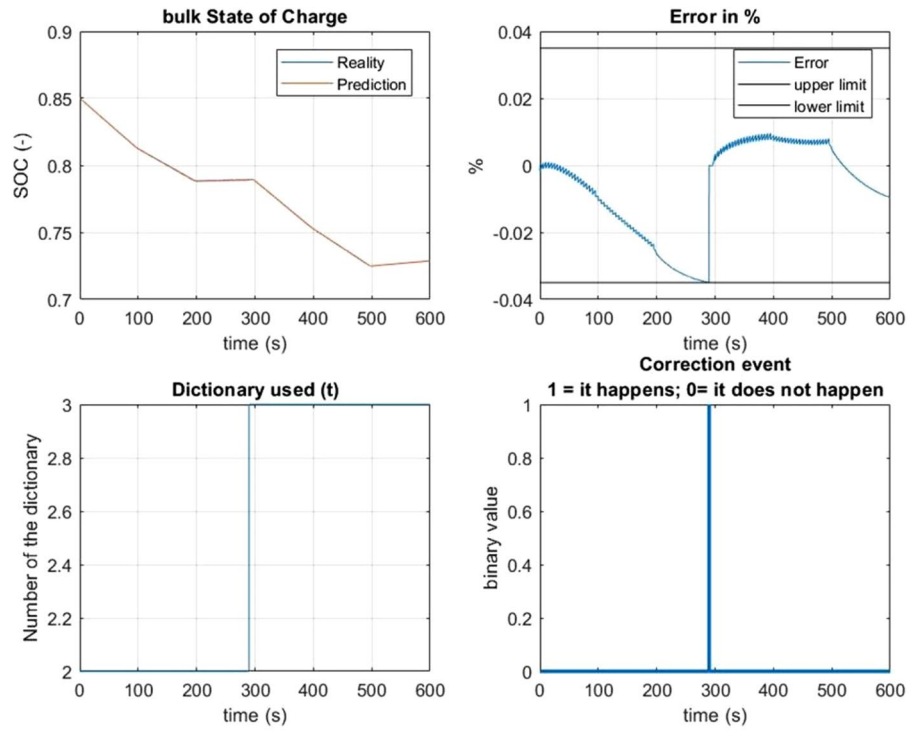 bulk State of Charge
0.9
0.85
0.8
0.75
0.7
SOC (-)
Reality
Prediction
0 100 200 300 400 500 600
time (s)
Error in %
0.04
0.02
0
-0.02
-0.04
%
Error
upper limit
lower limit
0 100 200 300 400 500 600
time (s)
Dictionary used (t)
3
2.8
2.6
2.4
2.2
2
Number of the dictionary
0 100 200 300 400 500 600
time (s)
Correction event
1 = it happens; 0= it does not happen
1
0.8
0.6
0.4
0.2
0
binary value
0 100 200 300 400 500 600
time (s)